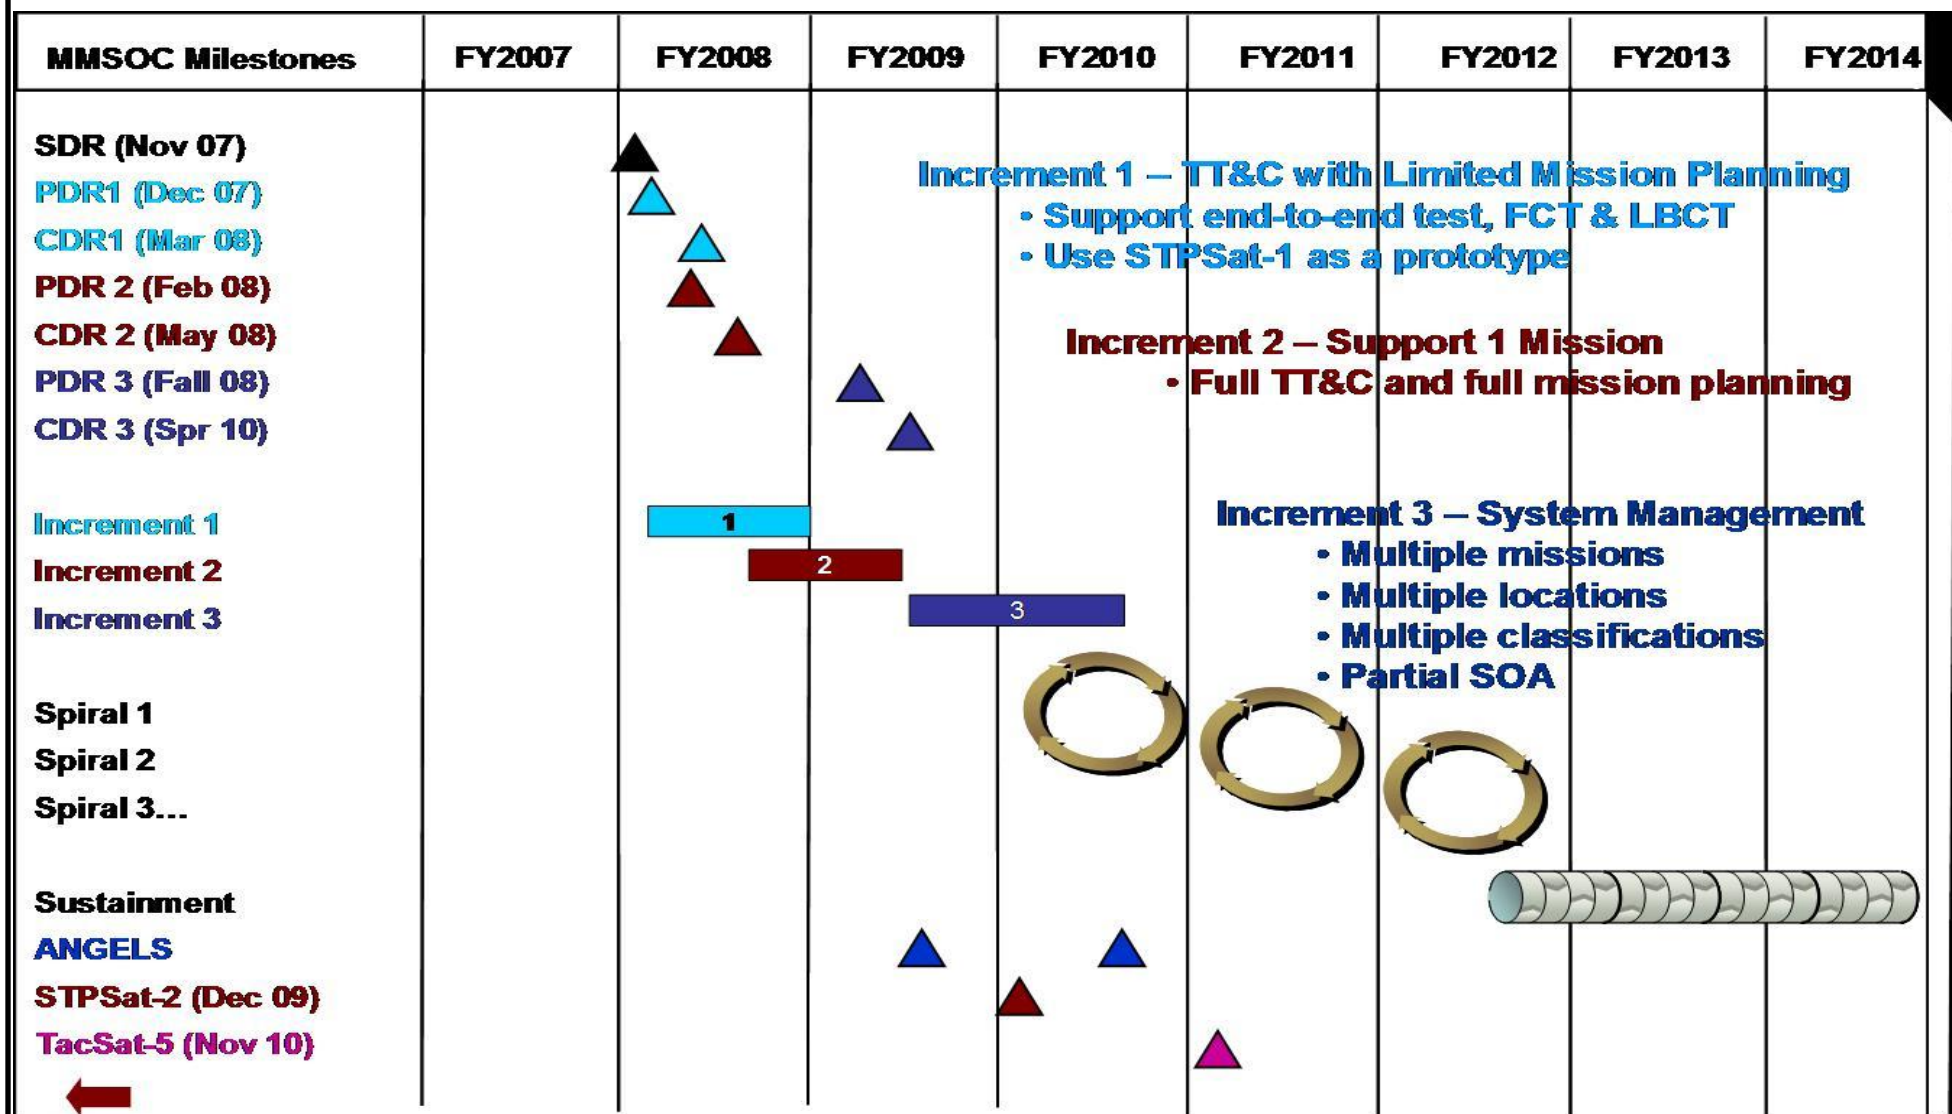 MMSOC Milestones FY2007 FY2008 FY2009 FY2010 FY2011 FY2012 FY2013 FY2014
SDR (Nov 07)
PDR1 (Dec 07)
CDR1 (Mar 08)
PDR 2 (Feb 08)
CDR 2 (May 08)
PDR 3 (Fall 08)
CDR 3 (Spr 10)
Increment 1
Increment 2
Increment 3
Spiral 1
Spiral 2
Spiral 3...
Sustainment
ANGELS
STPSat-2 (Dec 09)
TacSat-5 (Nov 10)
1
2
3
Increment 1 – TT&C with Limited Mission Planning
• Support end-to-end test, FCT & LBCT
• Use STPSat-1 as a prototype
Increment 2 – Support 1 Mission
• Full TT&C and full mission planning
Increment 3 – System Management
• Multiple missions
• Multiple locations
• Multiple classifications
• Partial SOA